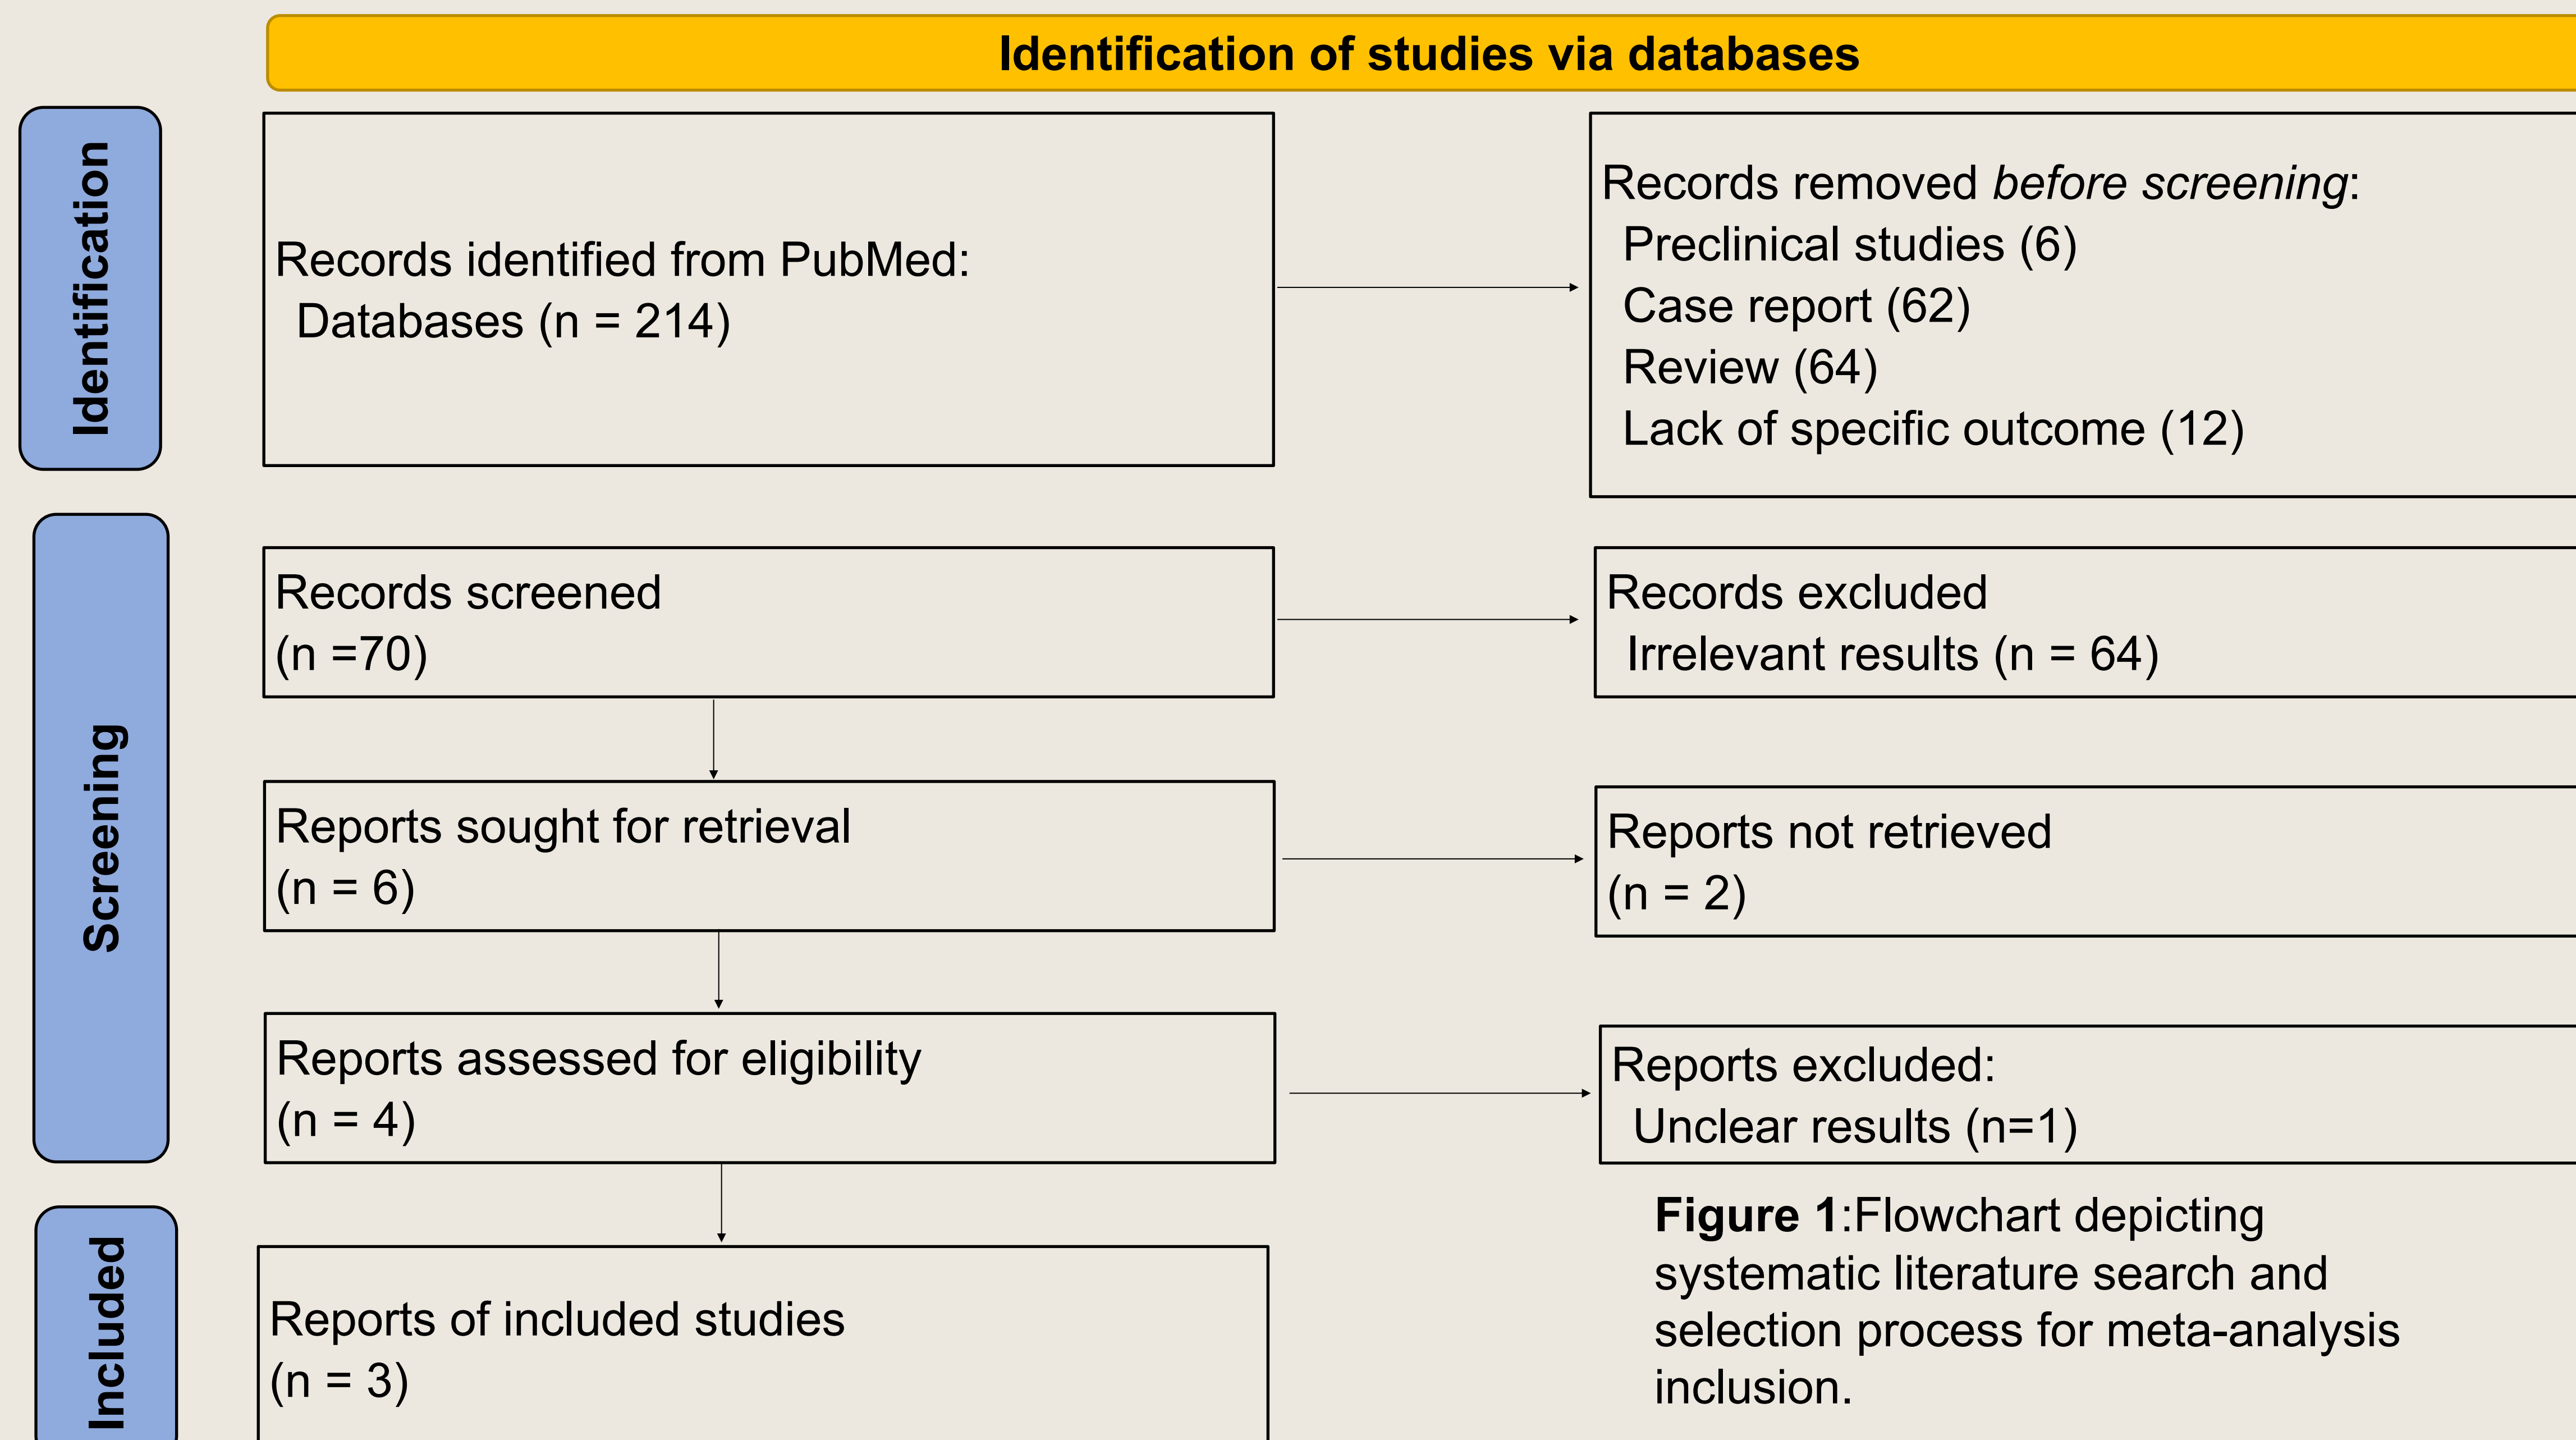 Identification of studies via databases
Identification
Records identified from PubMed:
Databases (n = 214)
Records removed before screening:
Preclinical studies (6)
Case report (62)
Review (64)
Lack of specific outcome (12)
Screening
Records screened
(n =70)
Records excluded
Irrelevant results (n = 64)
Reports sought for retrieval
(n = 6)
Reports not retrieved
(n = 2)
Reports assessed for eligibility
(n = 4)
Reports excluded:
Unclear results (n=1)
Included
Reports of included studies
(n = 3)
Figure 1:Flowchart depicting
systematic literature search and
selection process for meta-analysis
inclusion.